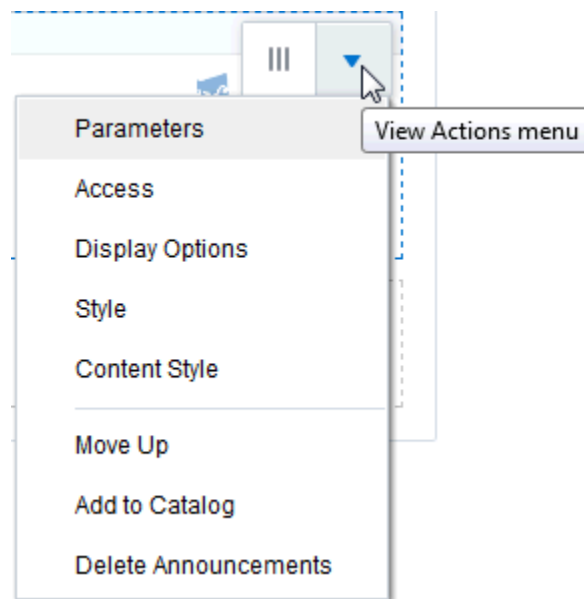 View Actions menu
Parameters
Access
Display Options
Style
Content Style
Move Up
Add to Catalog
Delete Announcements